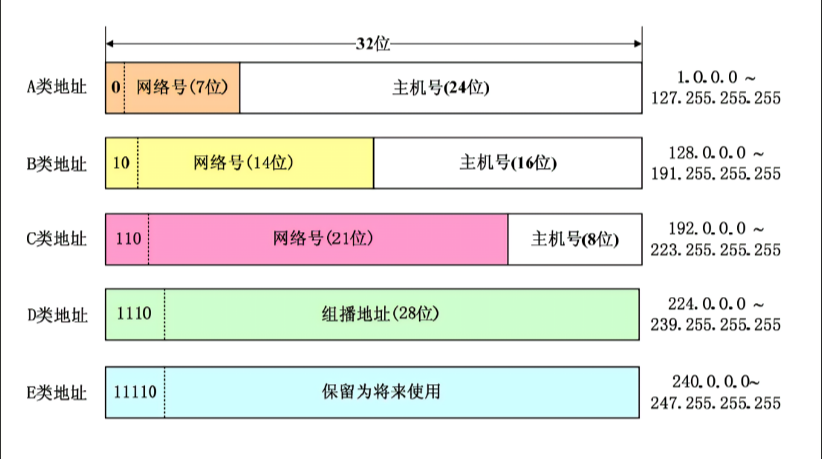 32位
A类地址 0 网络号(7位) 主机号(24位) 1.0.0.0 ~
127.255.255.255
B类地址 10 网络号(14位) 主机号(16位) 128.0.0.0 ~
191.255.255.255
C类地址 110 网络号(21位) 主机号(8位) 192.0.0.0 ~
223.255.255.255
D类地址 1110 组播地址(28位) 224.0.0.0 ~
239.255.255.255
E类地址 11110 保留为将来使用 240.0.0.0~
247.255.255.255